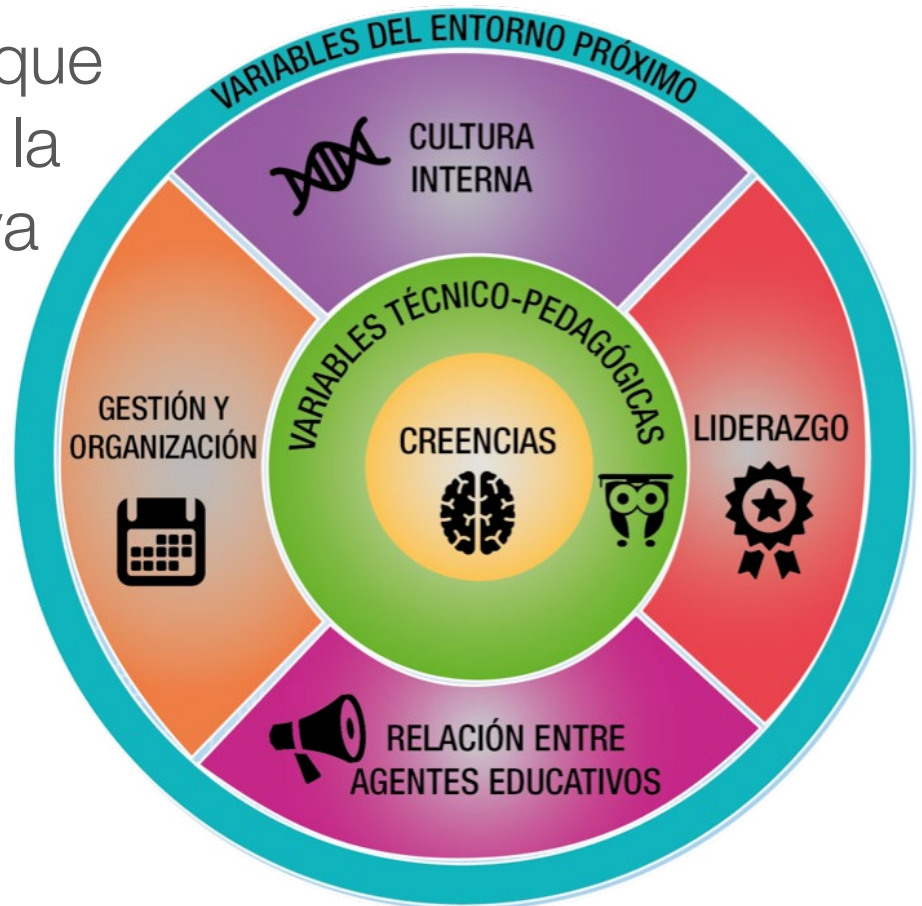 que
la
va
VARIABLES DEL ENTORNO PRÓXIMO
CULTURA
INTERNA
VARIABLES TÉCNICO-PEDAGÓGICAS
GESTIÓN Y
ORGANIZACIÓN
CREENCIAS
LIDERAZGO
RELACIÓN ENTRE
AGENTES EDUCATIVOS